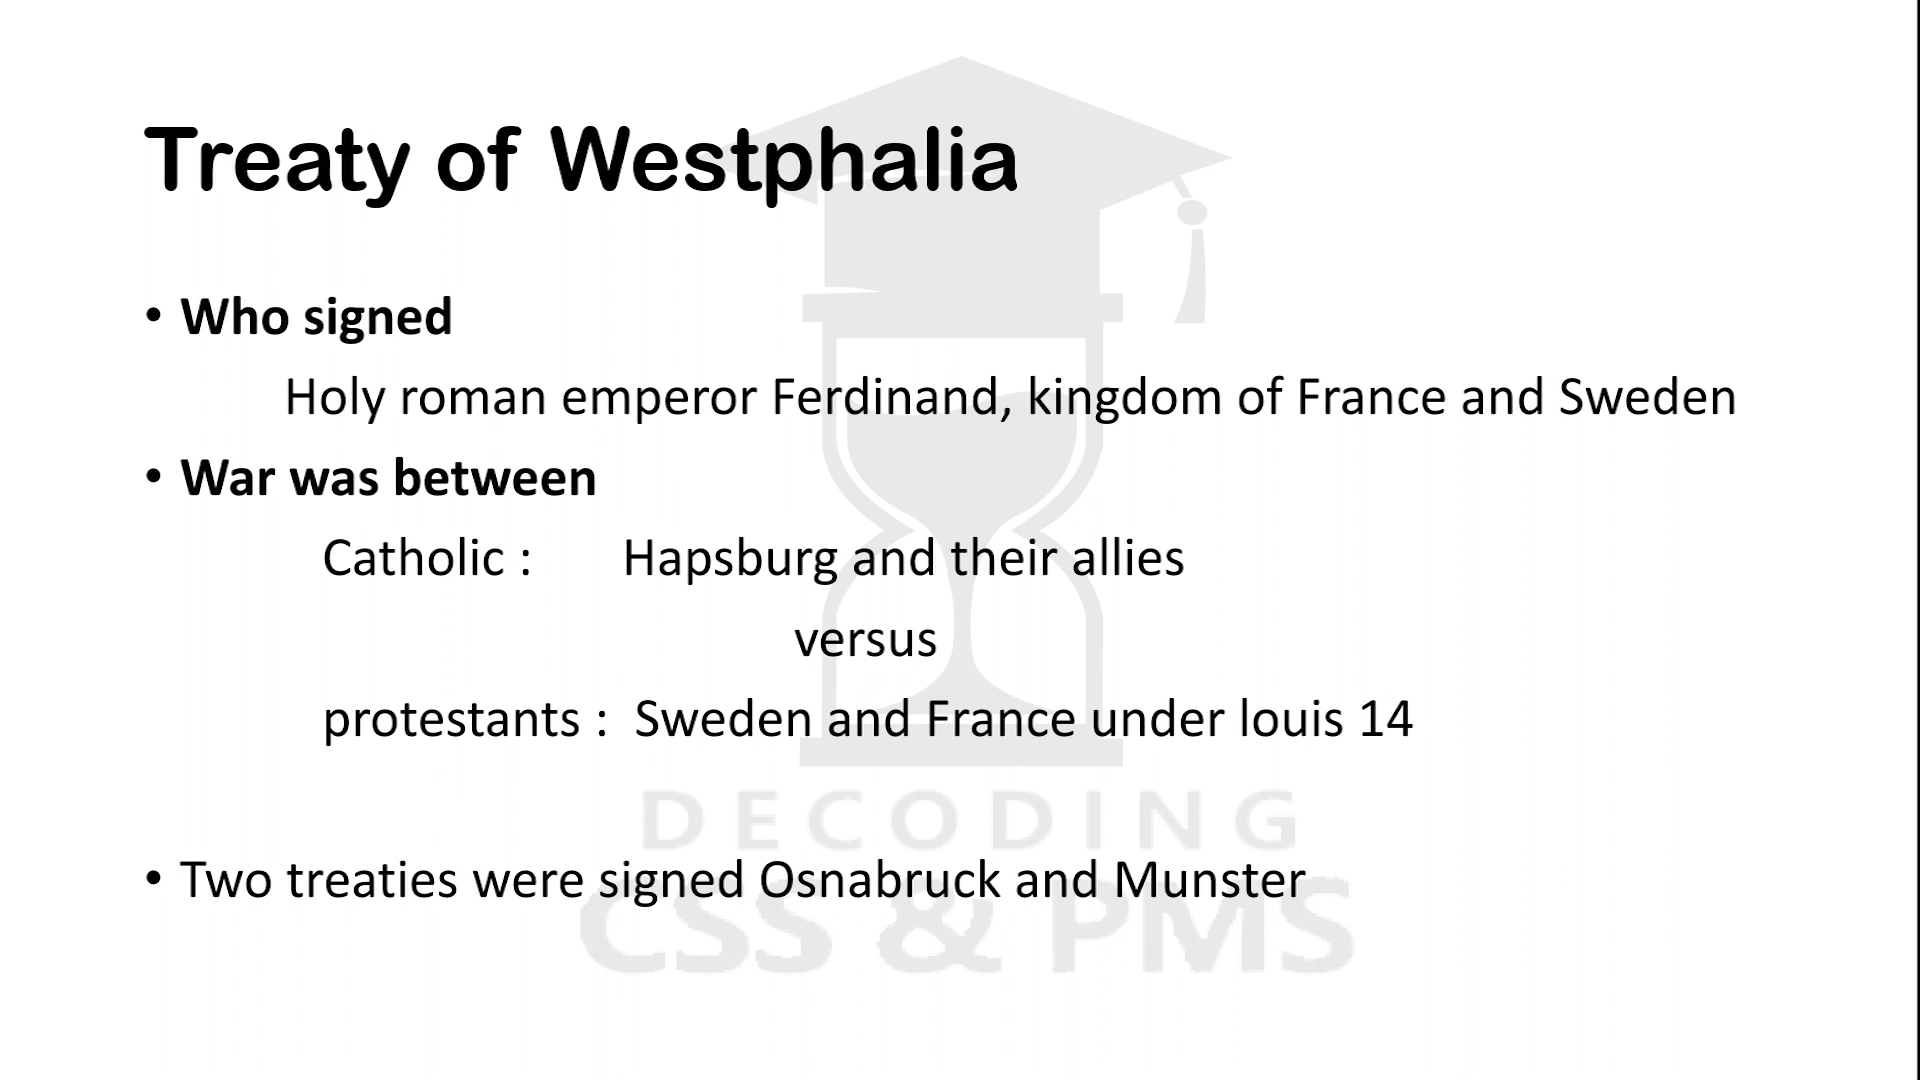 Treaty of Westphalia
• Who signed
Holy roman emperor Ferdinand, kingdom of France and Sweden
• War was between
Catholic : Hapsburg and their allies
versus
protestants : Sweden and France under louis 14
• Two treaties were signed Osnabruck and Munster
DECODING
CSS & PMS